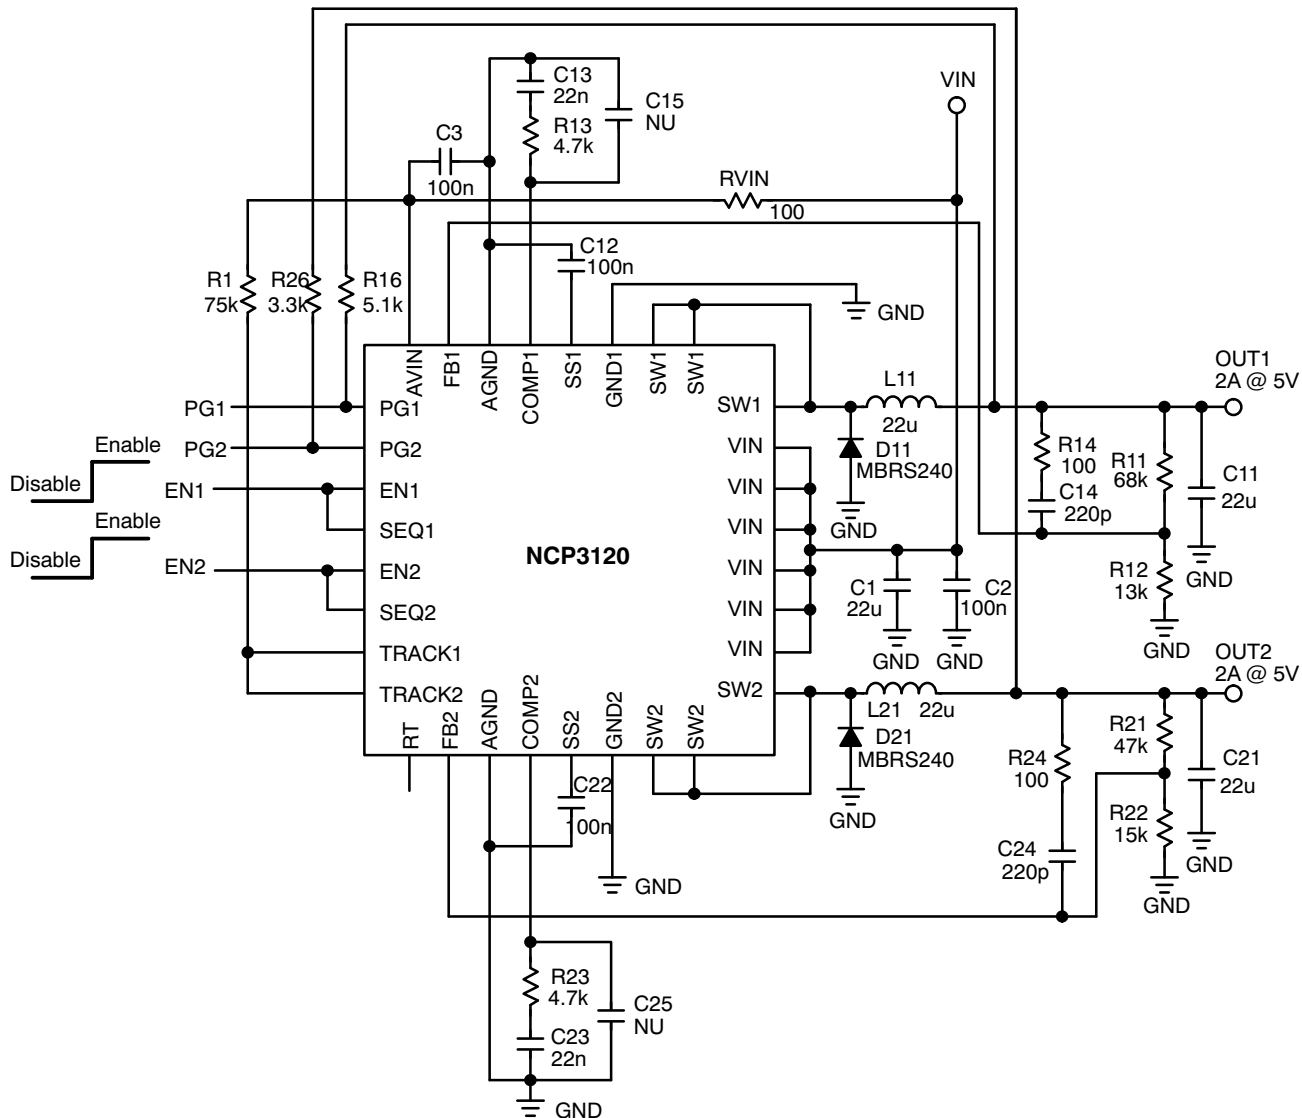 C13
22n
C15
NU
R13
4.7k
C3
100n
VIN
RVIN
100
C12
100n
R1
75k
R26
3.3k
R16
5.1k
GND
AVIN
FB1
AGND
COMP1
SS1
GND1
SW1
SW1
PG1
PG1
PG2
PG2
Enable
Disable
EN1
EN1
SEQ1
Enable
Disable
EN2
EN2
SEQ2
TRACK1
TRACK2
NCP3120
SW1
VIN
VIN
VIN
VIN
VIN
VIN
SW2
L11
22u
D11
MBRS240
GND
OUT1
2A @ 5V
R14
100
R11
68k
C14
220p
C11
22u
GND
R12
13k
GND
C1
22u
C2
100n
GND
GND
OUT2
2A @ 5V
L21
22u
D21
MBRS240
GND
R21
47k
R24
100
C21
22u
R22
15k
C24
220p
GND
GND
RT
FB2
AGND
COMP2
SS2
GND2
SW2
SW2
C22
100n
GND
R23
4.7k
C25
NU
C23
22n
GND